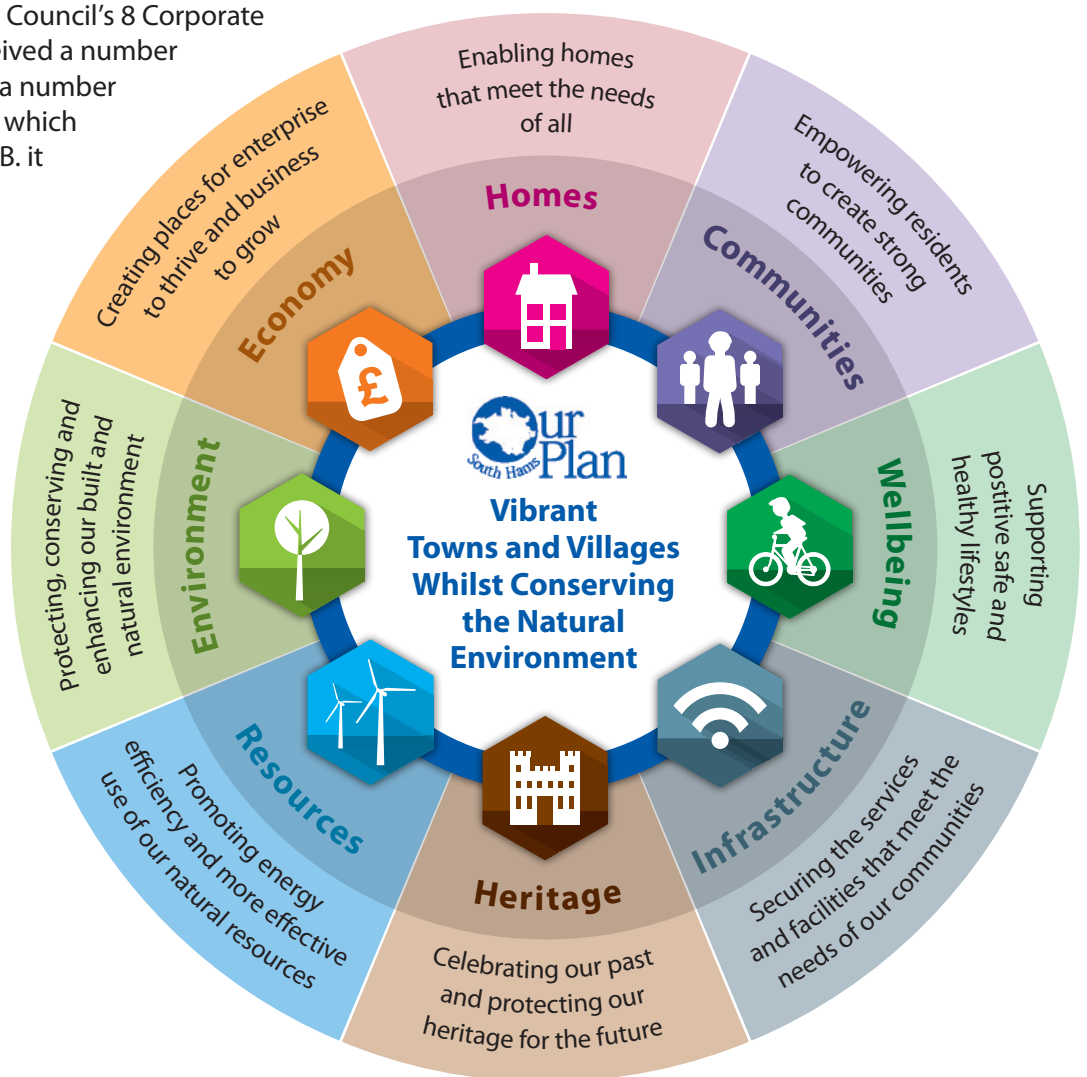 Council's 8 Corporate
eived a number
a number
which
B. it
Enabling homes
that meet the needs
of all
Homes
Empowering residents
to create strong
communities
Communities
Supporting
postitive safe and
healthy lifestyles
Wellbeing
Securing the services
and facilities that meet the
needs of our communities
Infrastructure
Celebrating our past
and protecting our
heritage for the future
Heritage
Promoting energy
efficiency and more effective
use of our natural resources
Resources
Protecting, conserving and
enhancing our built and
natural environment
Environment
Creating places for enterprise
to thrive and business
to grow
Economy
£
Our
Plan
South Hams
Vibrant
Towns and Villages
Whilst Conserving
the Natural
Environment